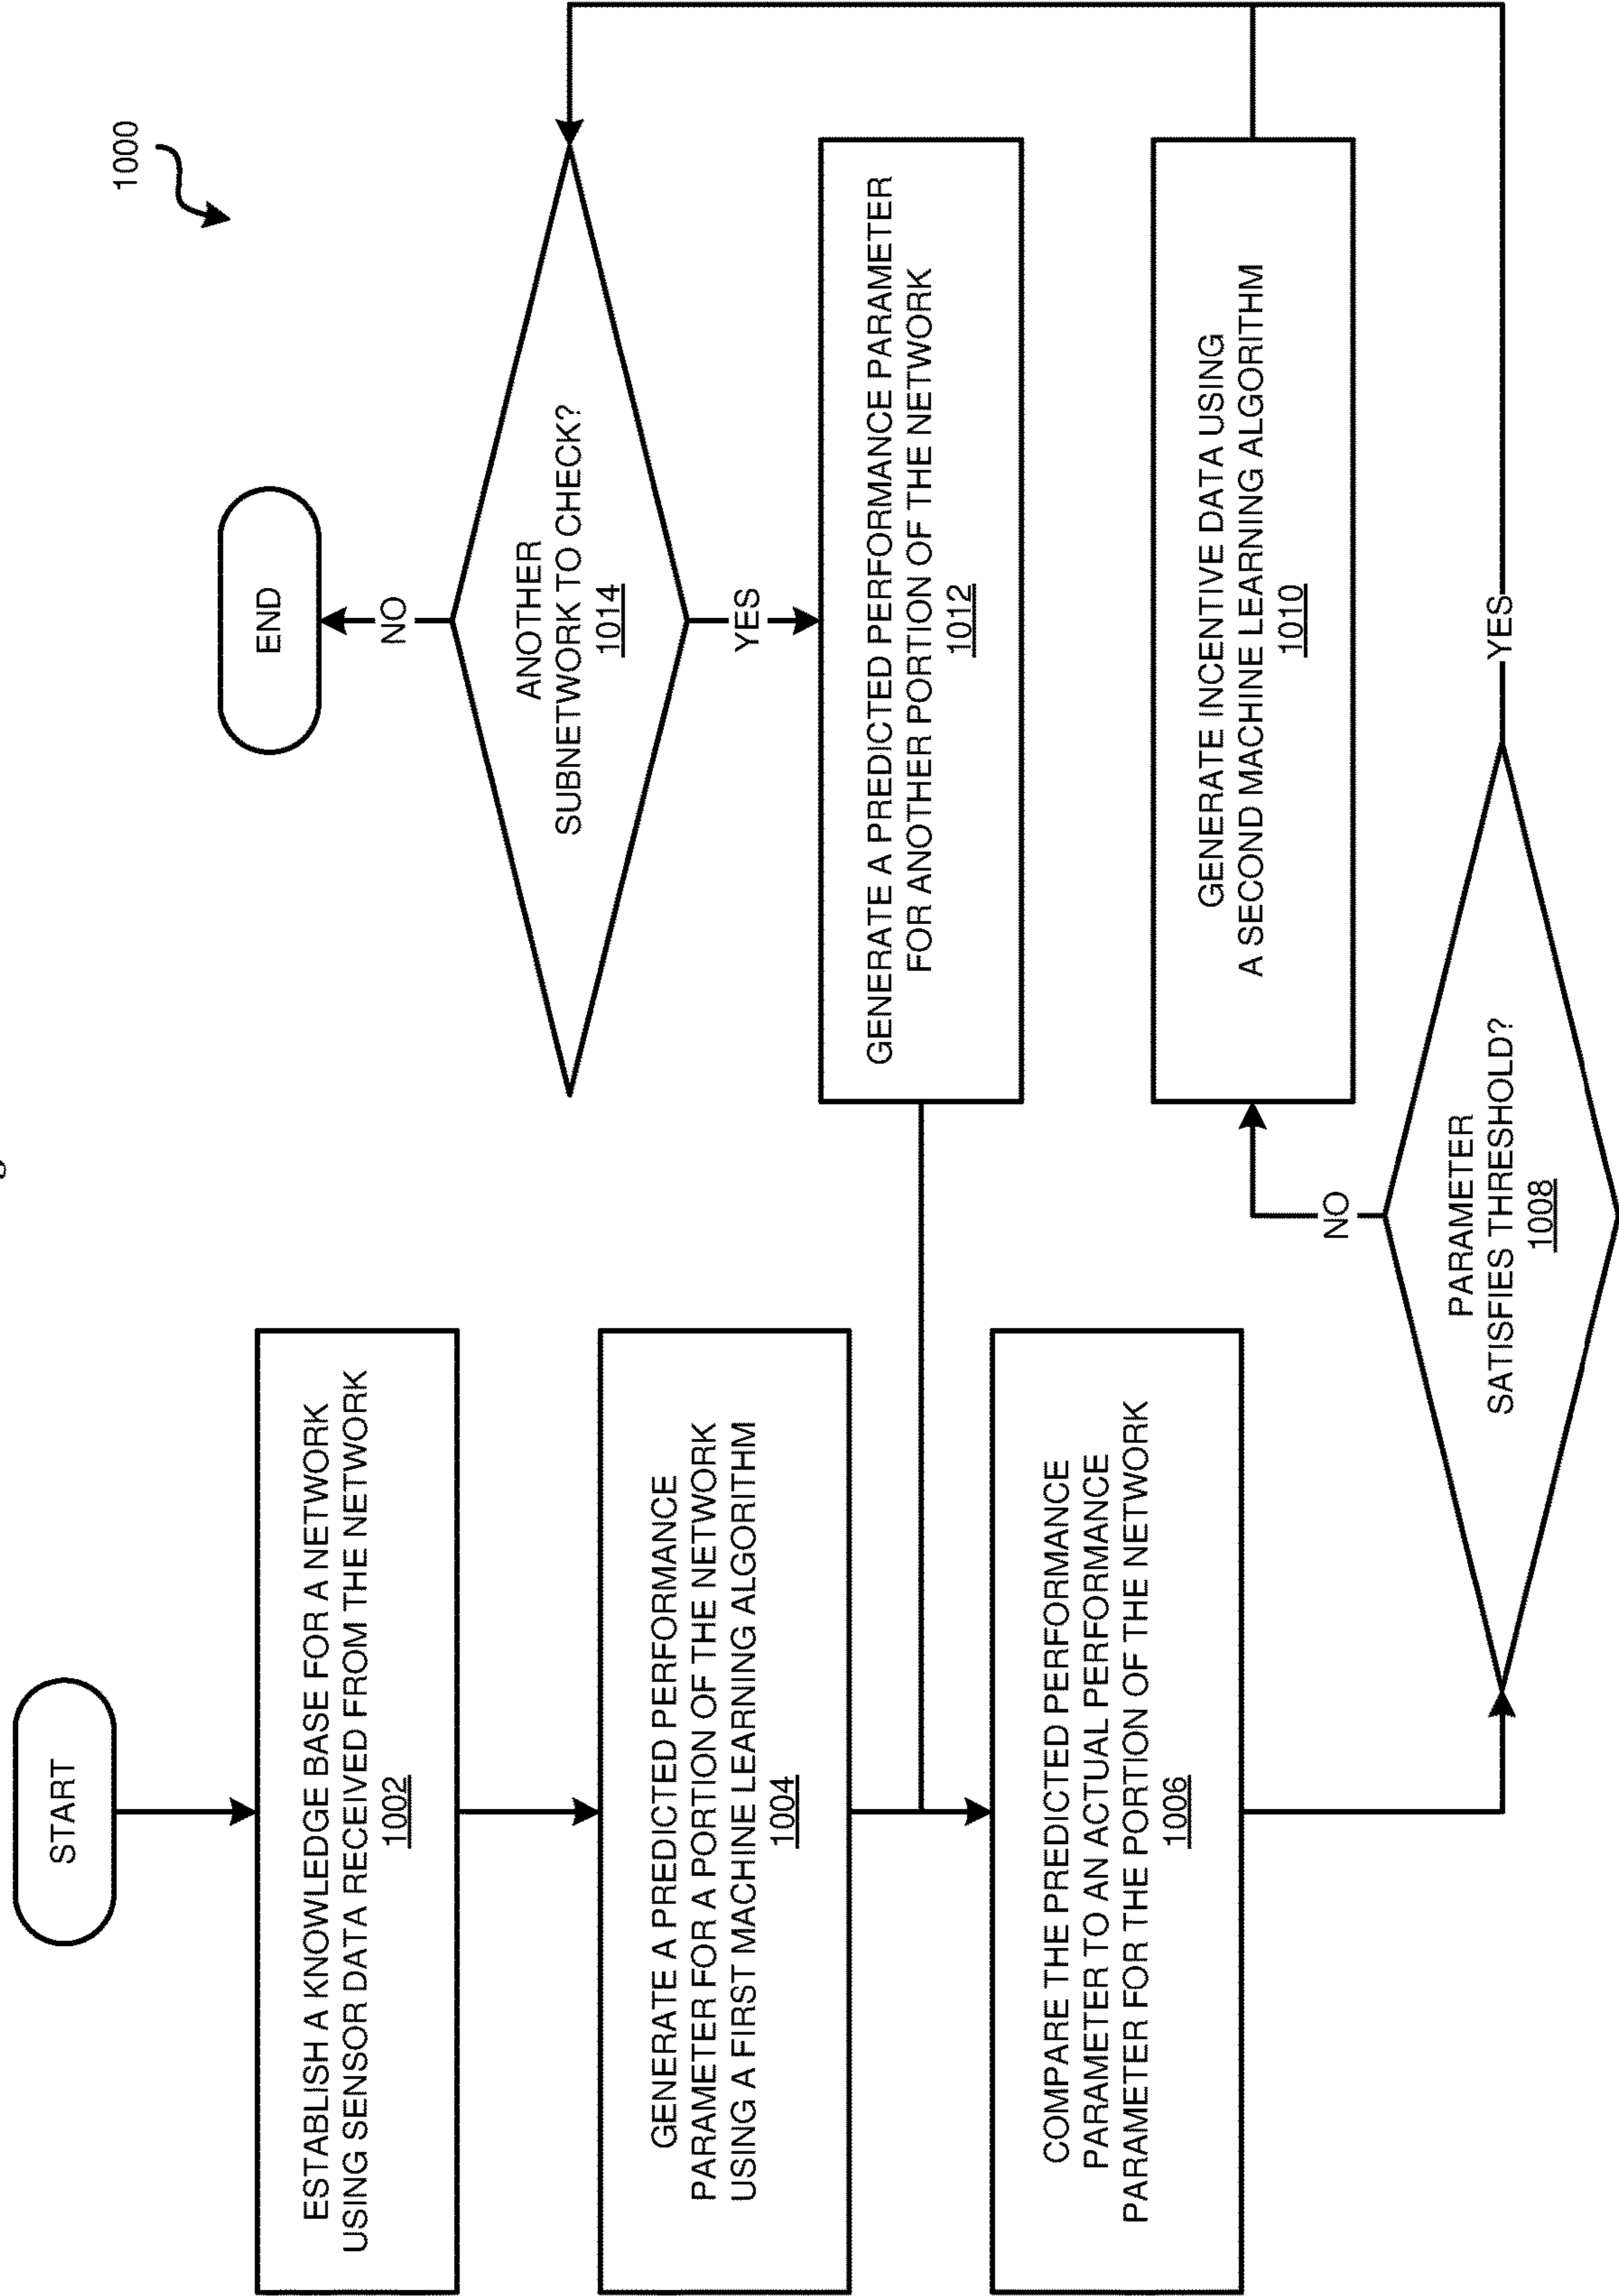 1000
START
ESTABLISH A KNOWLEDGE BASE FOR A NETWORK
USING SENSOR DATA RECEIVED FROM THE NETWORK
1002
GENERATE A PREDICTED PERFORMANCE
PARAMETER FOR A PORTION OF THE NETWORK
USING A FIRST MACHINE LEARNING ALGORITHM
1004
COMPARE THE PREDICTED PERFORMANCE
PARAMETER TO AN ACTUAL PERFORMANCE
PARAMETER FOR THE PORTION OF THE NETWORK
1006
PARAMETER
SATISFIES THRESHOLD?
1008
NO
YES
GENERATE INCENTIVE DATA USING
A SECOND MACHINE LEARNING ALGORITHM
1010
GENERATE A PREDICTED PERFORMANCE PARAMETER
FOR ANOTHER PORTION OF THE NETWORK
1012
YES
ANOTHER
SUBNETWORK TO CHECK?
1014
NO
END